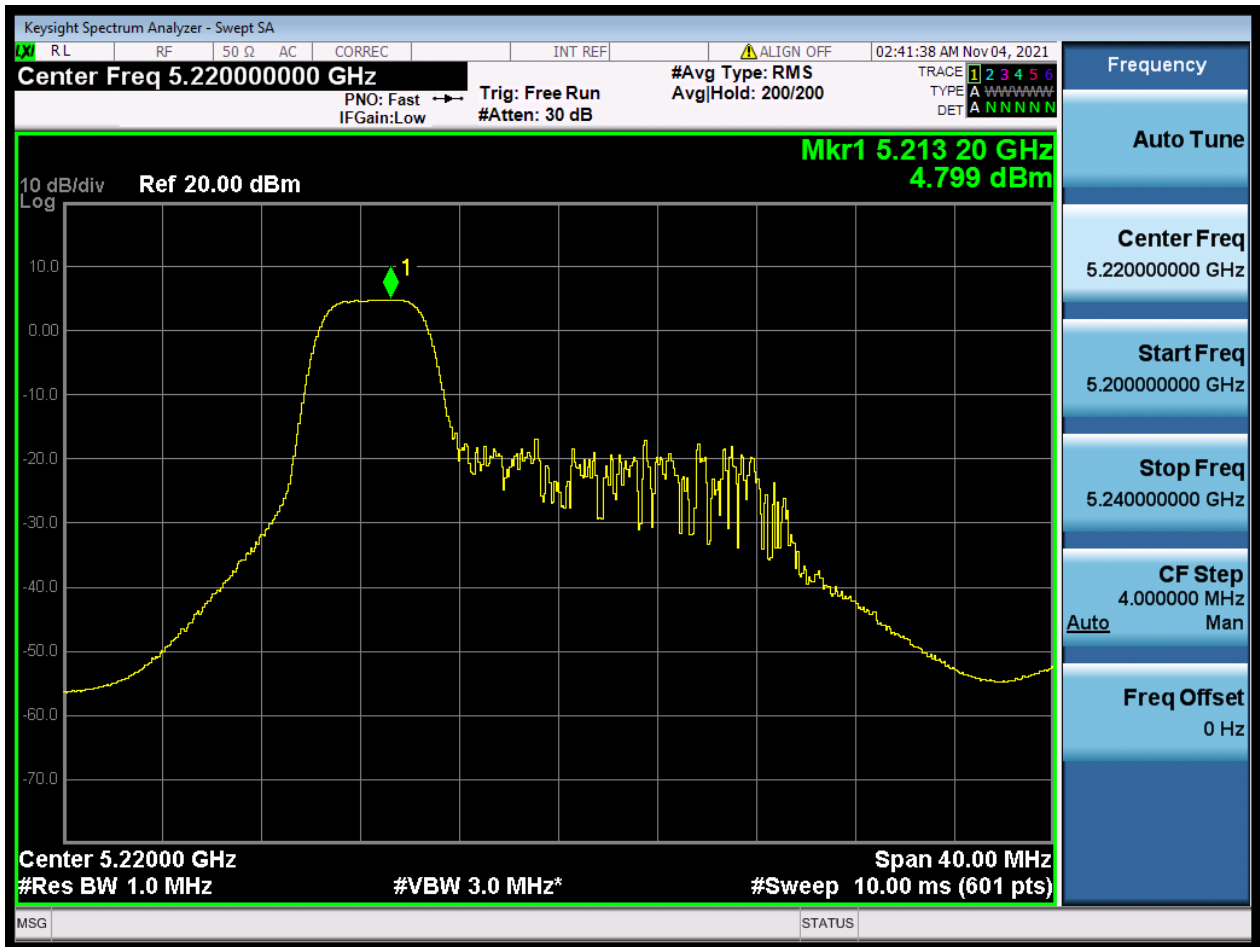 Keysight Spectrum Analyzer - Swept SA
LXI RL RF 50 Ω AC CORREC INT REF ALIGN OFF 02:41:38 AM Nov 04, 2021
Center Freq 5.220000000 GHz
PNO: Fast
IFGain:Low
Trig: Free Run
#Atten: 30 dB
#Avg Type: RMS
Avg|Hold: 200/200
TRACE 1 2 3 4 5 6
TYPE A WWWWW
DET A N N N N N
Mkr1 5.213 20 GHz
4.799 dBm
10 dB/div Ref 20.00 dBm
Log
10.0
0.00
-10.0
-20.0
-30.0
-40.0
-50.0
-60.0
-70.0
1
Center 5.22000 GHz Span 40.00 MHz
#Res BW 1.0 MHz #VBW 3.0 MHz* #Sweep 10.00 ms (601 pts)
MSG STATUS
Frequency
Auto Tune
Center Freq
5.220000000 GHz
Start Freq
5.200000000 GHz
Stop Freq
5.240000000 GHz
CF Step
4.000000 MHz
Auto Man
Freq Offset
0 Hz